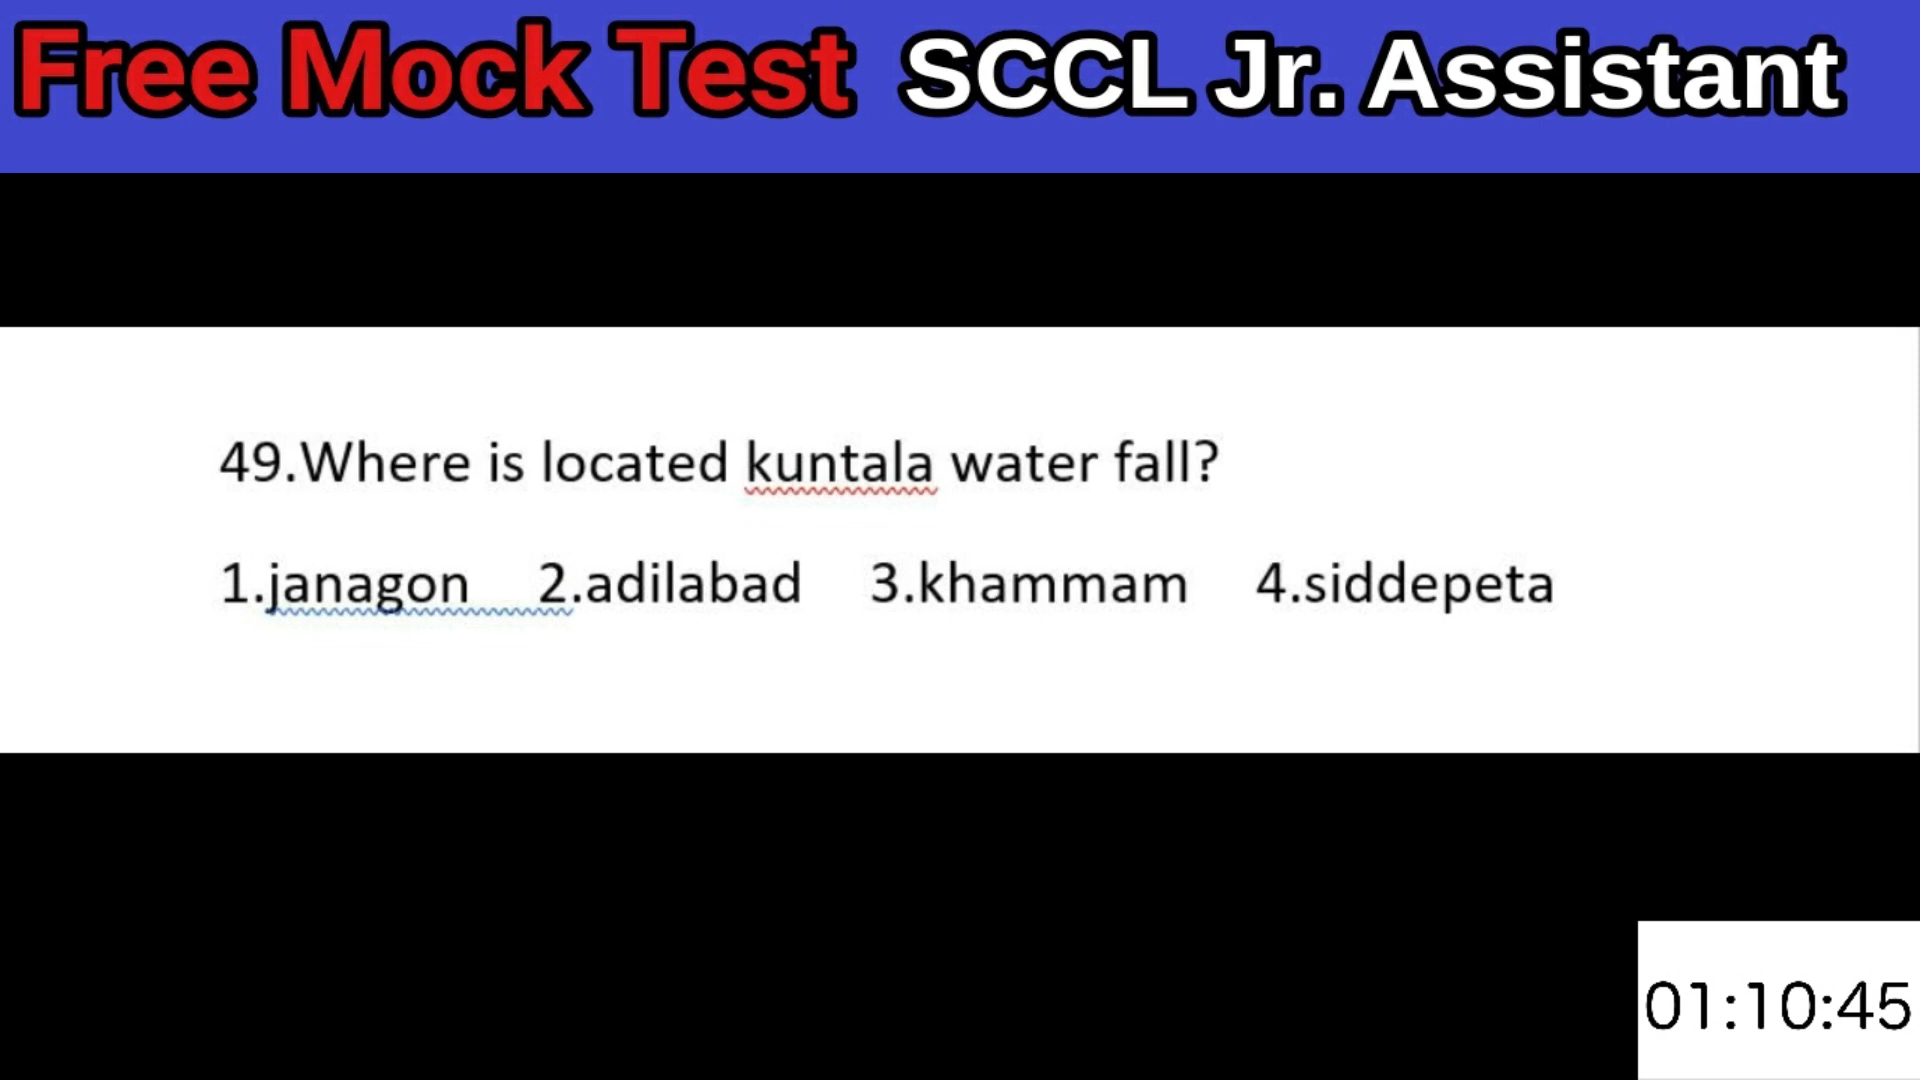 Free Mock Test SCCL Jr. Assistant
49.Where is located kuntala water fall?
1.janagon 2.adilabad 3.khammam 4.siddepeta
01:10:45